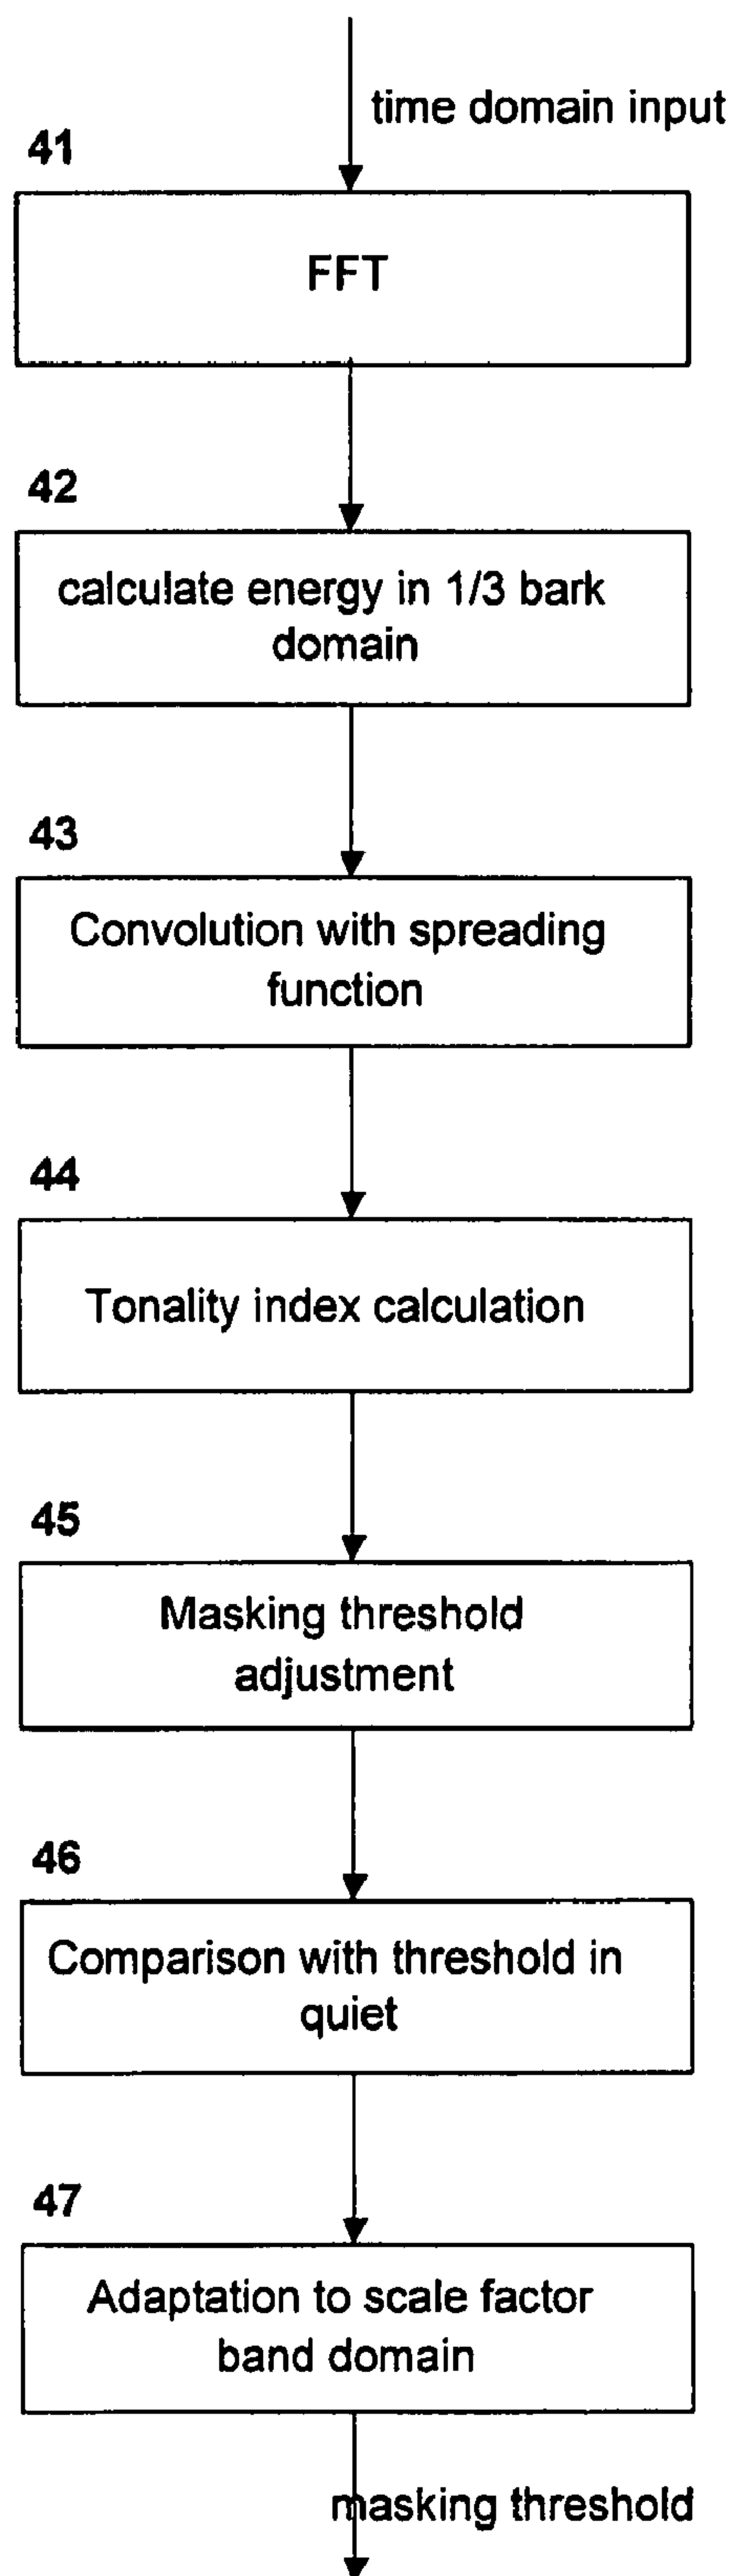 time domain input
41
FFT
42
calculate energy in 1/3 bark
domain
43
Convolution with spreading
function
44
Tonality index calculation
45
Masking threshold
adjustment
46
Comparison with threshold in
quiet
47
Adaptation to scale factor
band domain
masking threshold